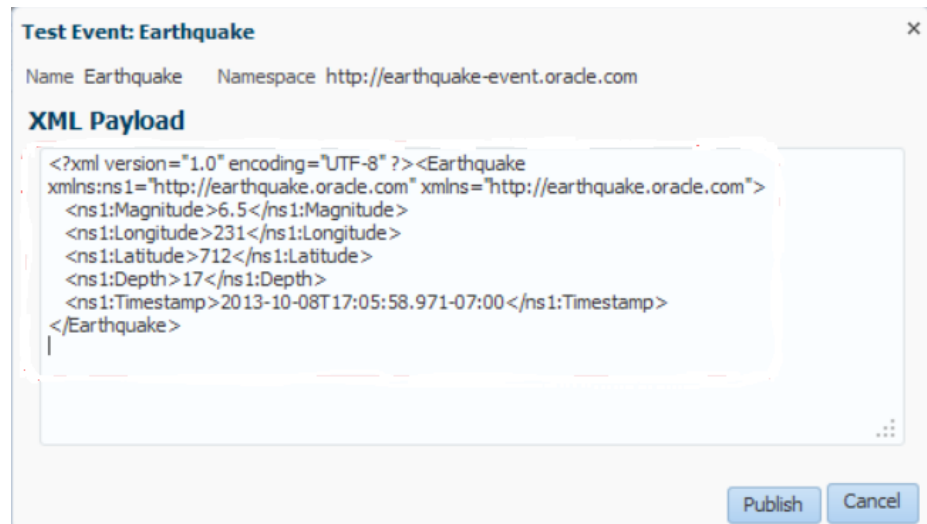 Test Event: Earthquake
Name Earthquake Namespace http://earthquake-event.oracle.com
XML Payload
<?xml version="1.0" encoding="UTF-8" ?><Earthquake
xmlns:ns1="http://earthquake.oracle.com" xmlns="http://earthquake.oracle.com">
<ns1:Magnitude>6.5</ns1:Magnitude>
<ns1:Longitude>231</ns1:Longitude>
<ns1:Latitude>712</ns1:Latitude>
<ns1:Depth>17</ns1:Depth>
<ns1:Timestamp>2013-10-08T17:05:58.971-07:00</ns1:Timestamp>
</Earthquake>
Publish Cancel